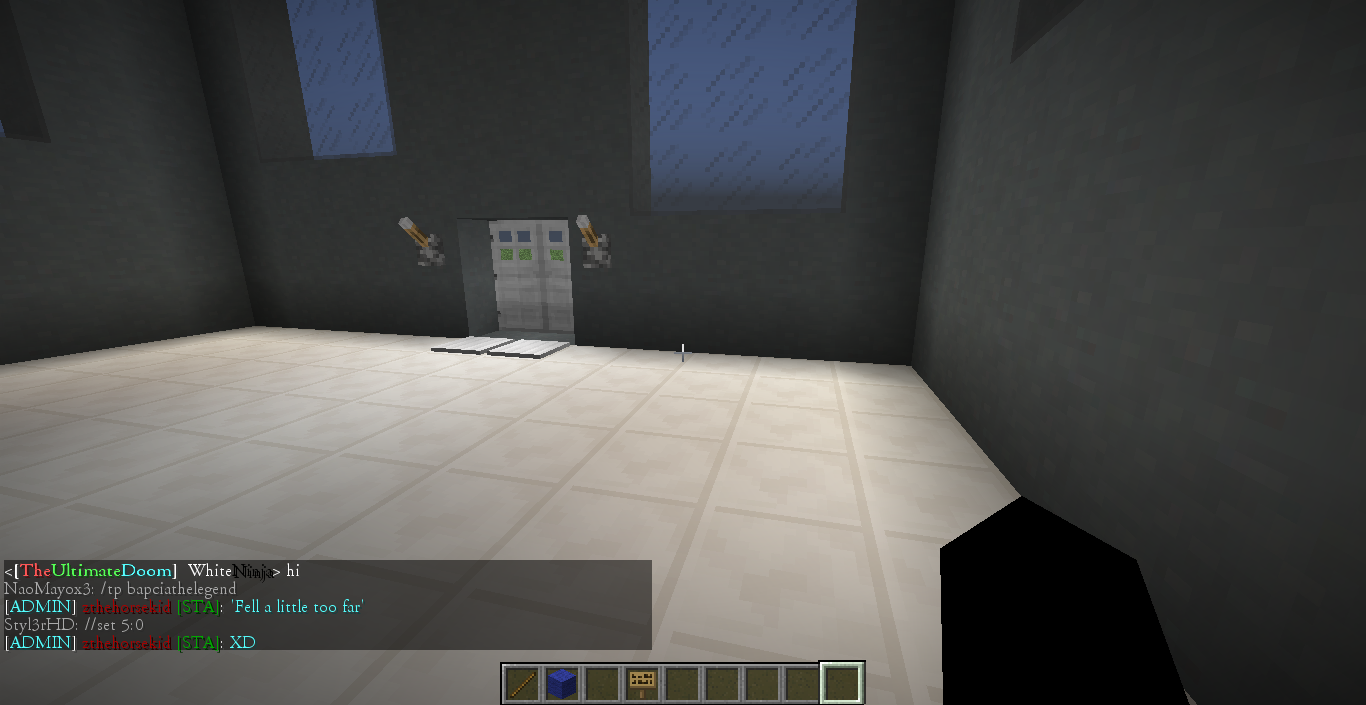 <[TheUltimateDoom] WhiteNinja> hi
NaoMayox3: /tp bapciathelegend
[ADMIN] zthehorsekid [STA]: 'Fell a little too far'
Styl3rHD: //set 5:0
[ADMIN] zthehorsekid [STA]: XD